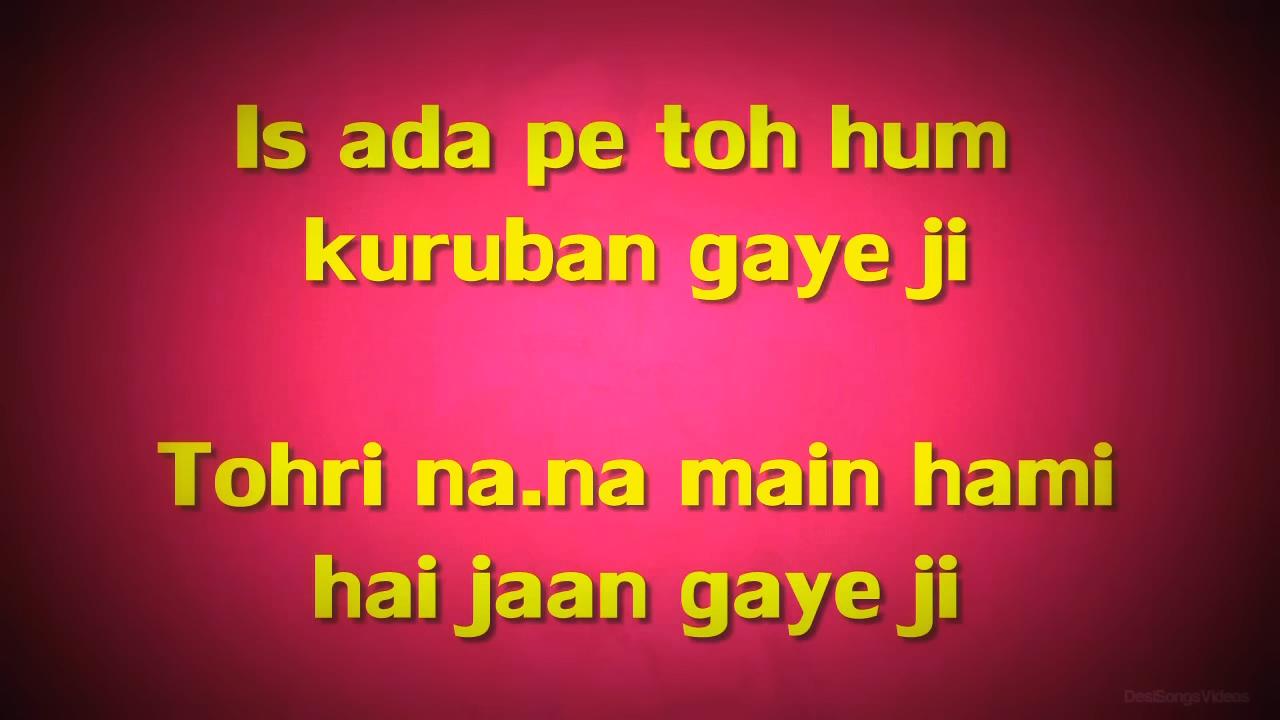 Is ada pe toh hum
kuruban gaye ji
Tohri na.na main hami
hai jaan gaye ji
DesiSongsVideos